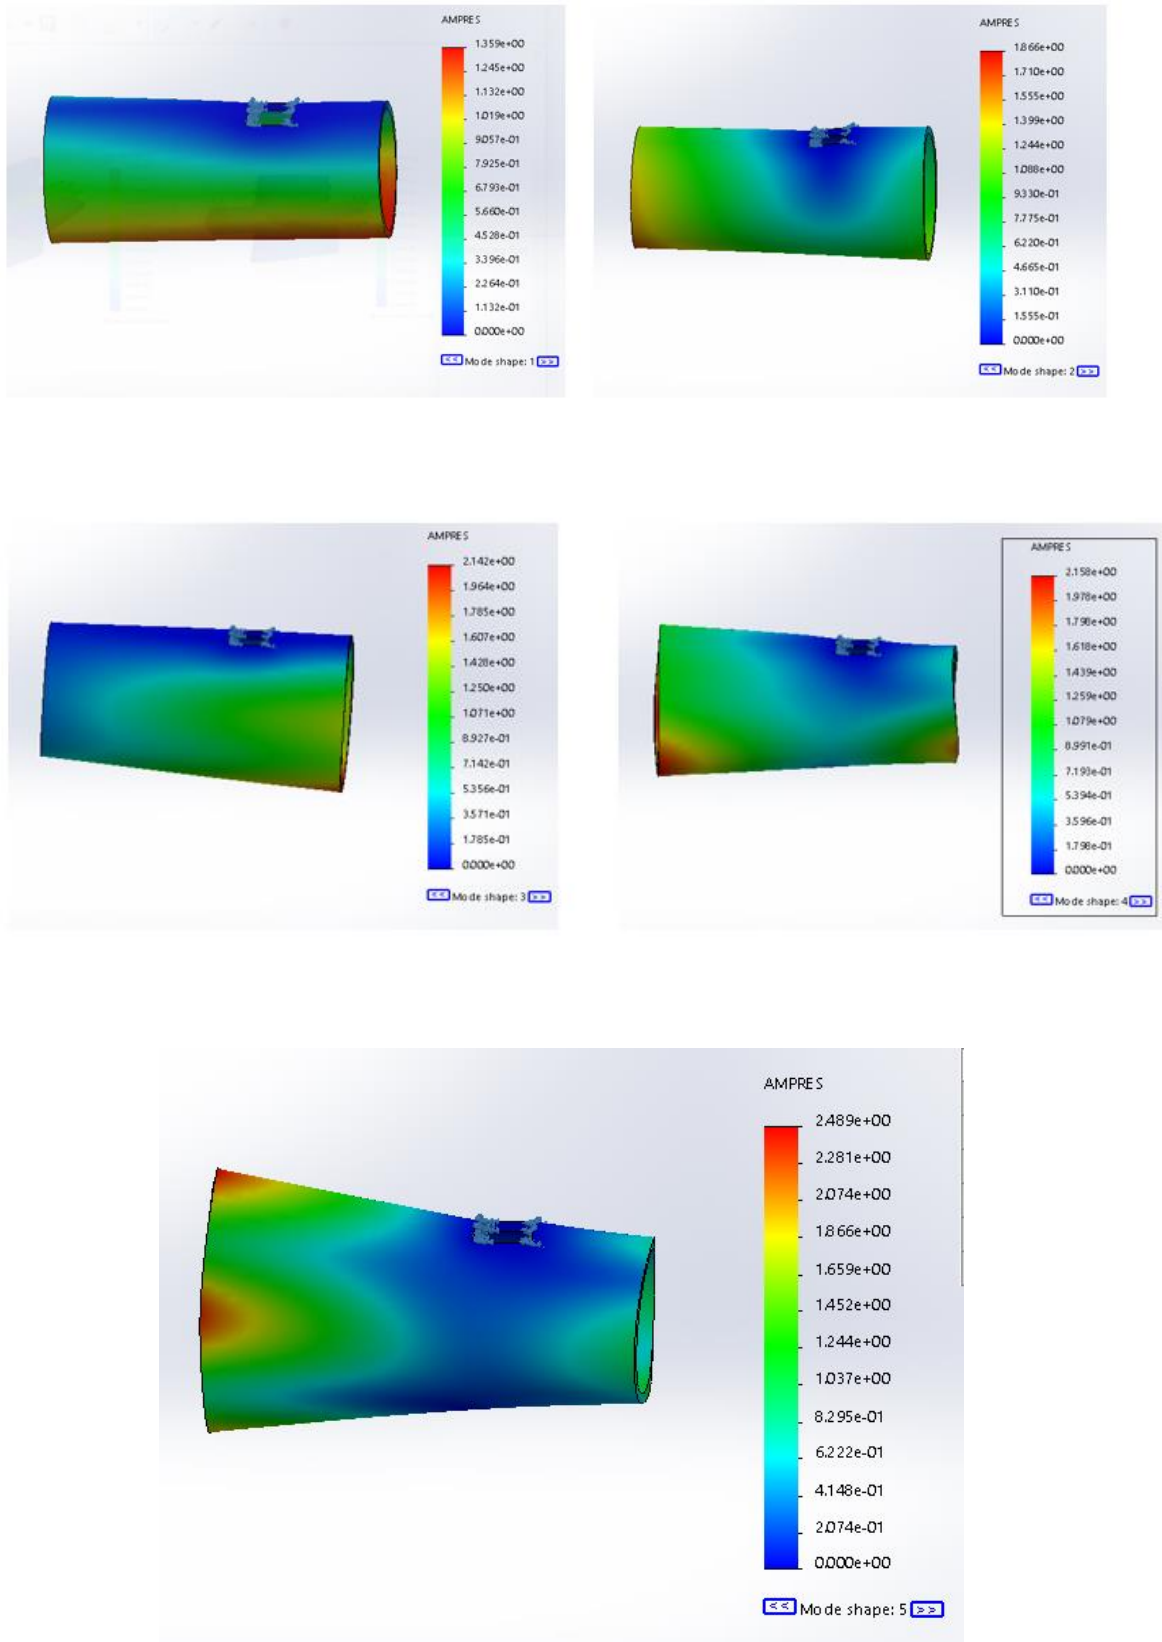 AMPRES
1.359e+00
1.245e+00
1.132e+00
1.019e+00
9.057e-01
7.925e-01
6.793e-01
5.660e-01
4.528e-01
3.396e-01
2.264e-01
1.132e-01
0.000e+00
<< Mode shape: 1 >>
AMPRES
1.866e+00
1.710e+00
1.555e+00
1.399e+00
1.244e+00
1.088e+00
9.330e-01
7.775e-01
6.220e-01
4.665e-01
3.110e-01
1.555e-01
0.000e+00
<< Mode shape: 2 >>
AMPRES
2.142e+00
1.964e+00
1.785e+00
1.607e+00
1.428e+00
1.250e+00
1.071e+00
8.927e-01
7.142e-01
5.356e-01
3.571e-01
1.785e-01
0.000e+00
<< Mode shape: 3 >>
AMPRES
2.158e+00
1.978e+00
1.798e+00
1.618e+00
1.439e+00
1.259e+00
1.079e+00
8.991e-01
7.193e-01
5.394e-01
3.596e-01
1.798e-01
0.000e+00
<< Mode shape: 4 >>
AMPRES
2.489e+00
2.281e+00
2.074e+00
1.866e+00
1.659e+00
1.452e+00
1.244e+00
1.037e+00
8.295e-01
6.222e-01
4.148e-01
2.074e-01
0.000e+00
<< Mode shape: 5 >>